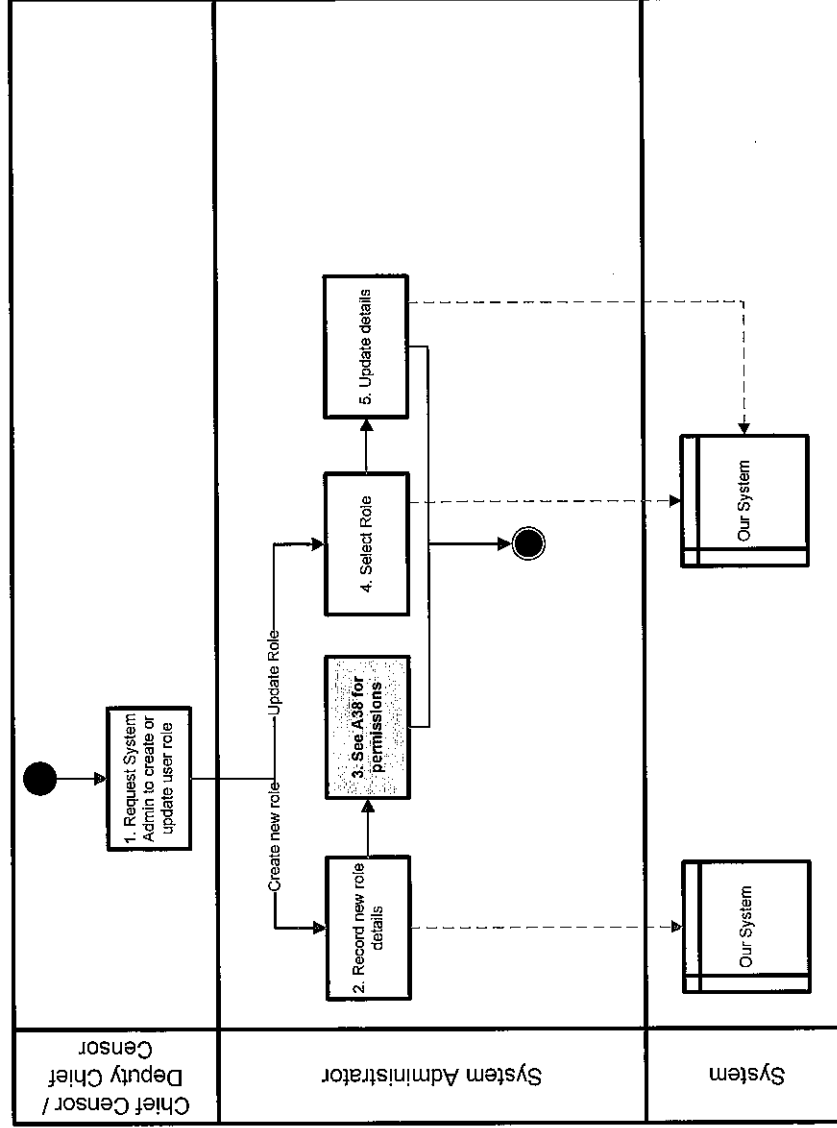 Chief Censor /
Deputy Chief
Censor
1. Request System
Admin to create or
update user role
System Administrator
Create new role
Update Role
2. Record new role
details
3. See A38 for
permissions
4. Select Role
5. Update details
System
Our System
Our System